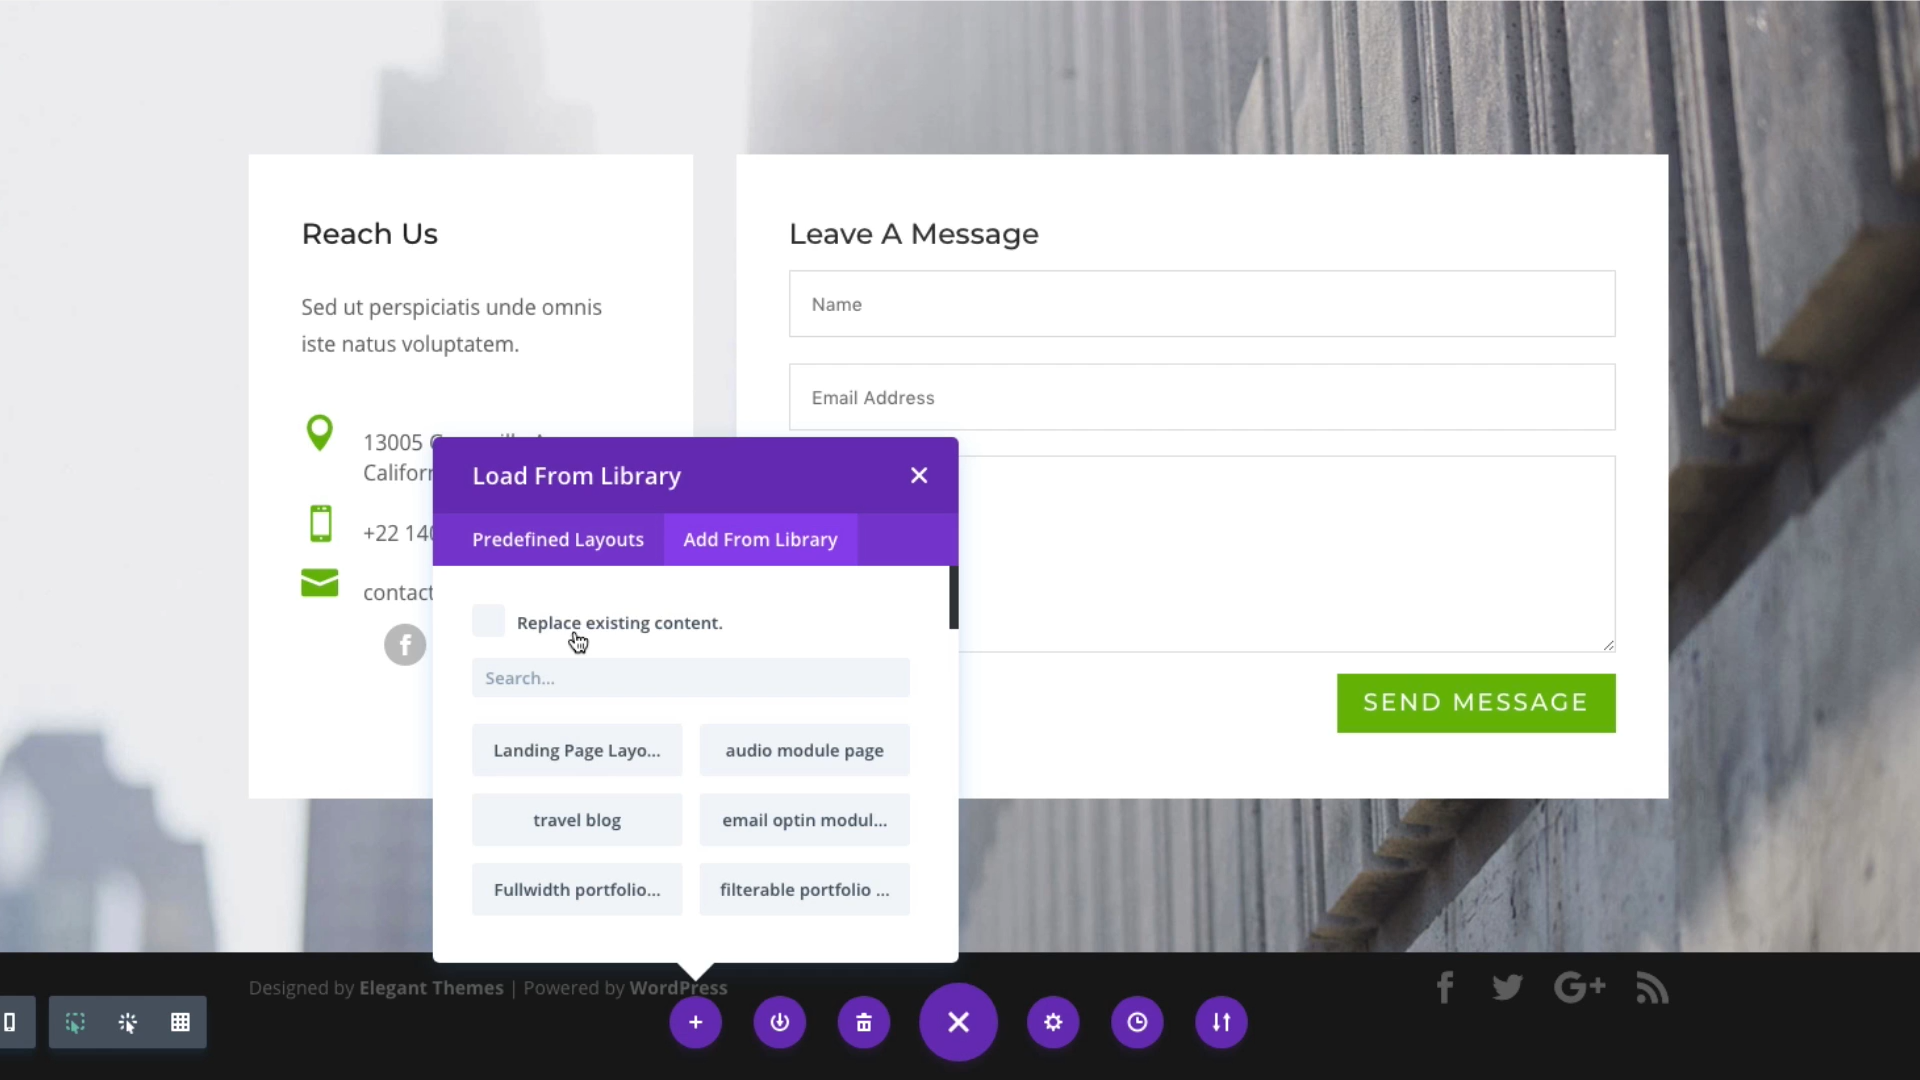 Reach Us
Sed ut perspiciatis unde omnis
iste natus voluptatem.
13005
Californ
+22 140
contact
f
Leave A Message
Name
Email Address
SEND MESSAGE
Load From Library
Predefined Layouts
Add From Library
Replace existing content.
Search...
Landing Page Layo...
audio module page
travel blog
email optin modul...
Fullwidth portfolio...
filterable portfolio ...
Designed by Elegant Themes | Powered by WordPress
f
G+